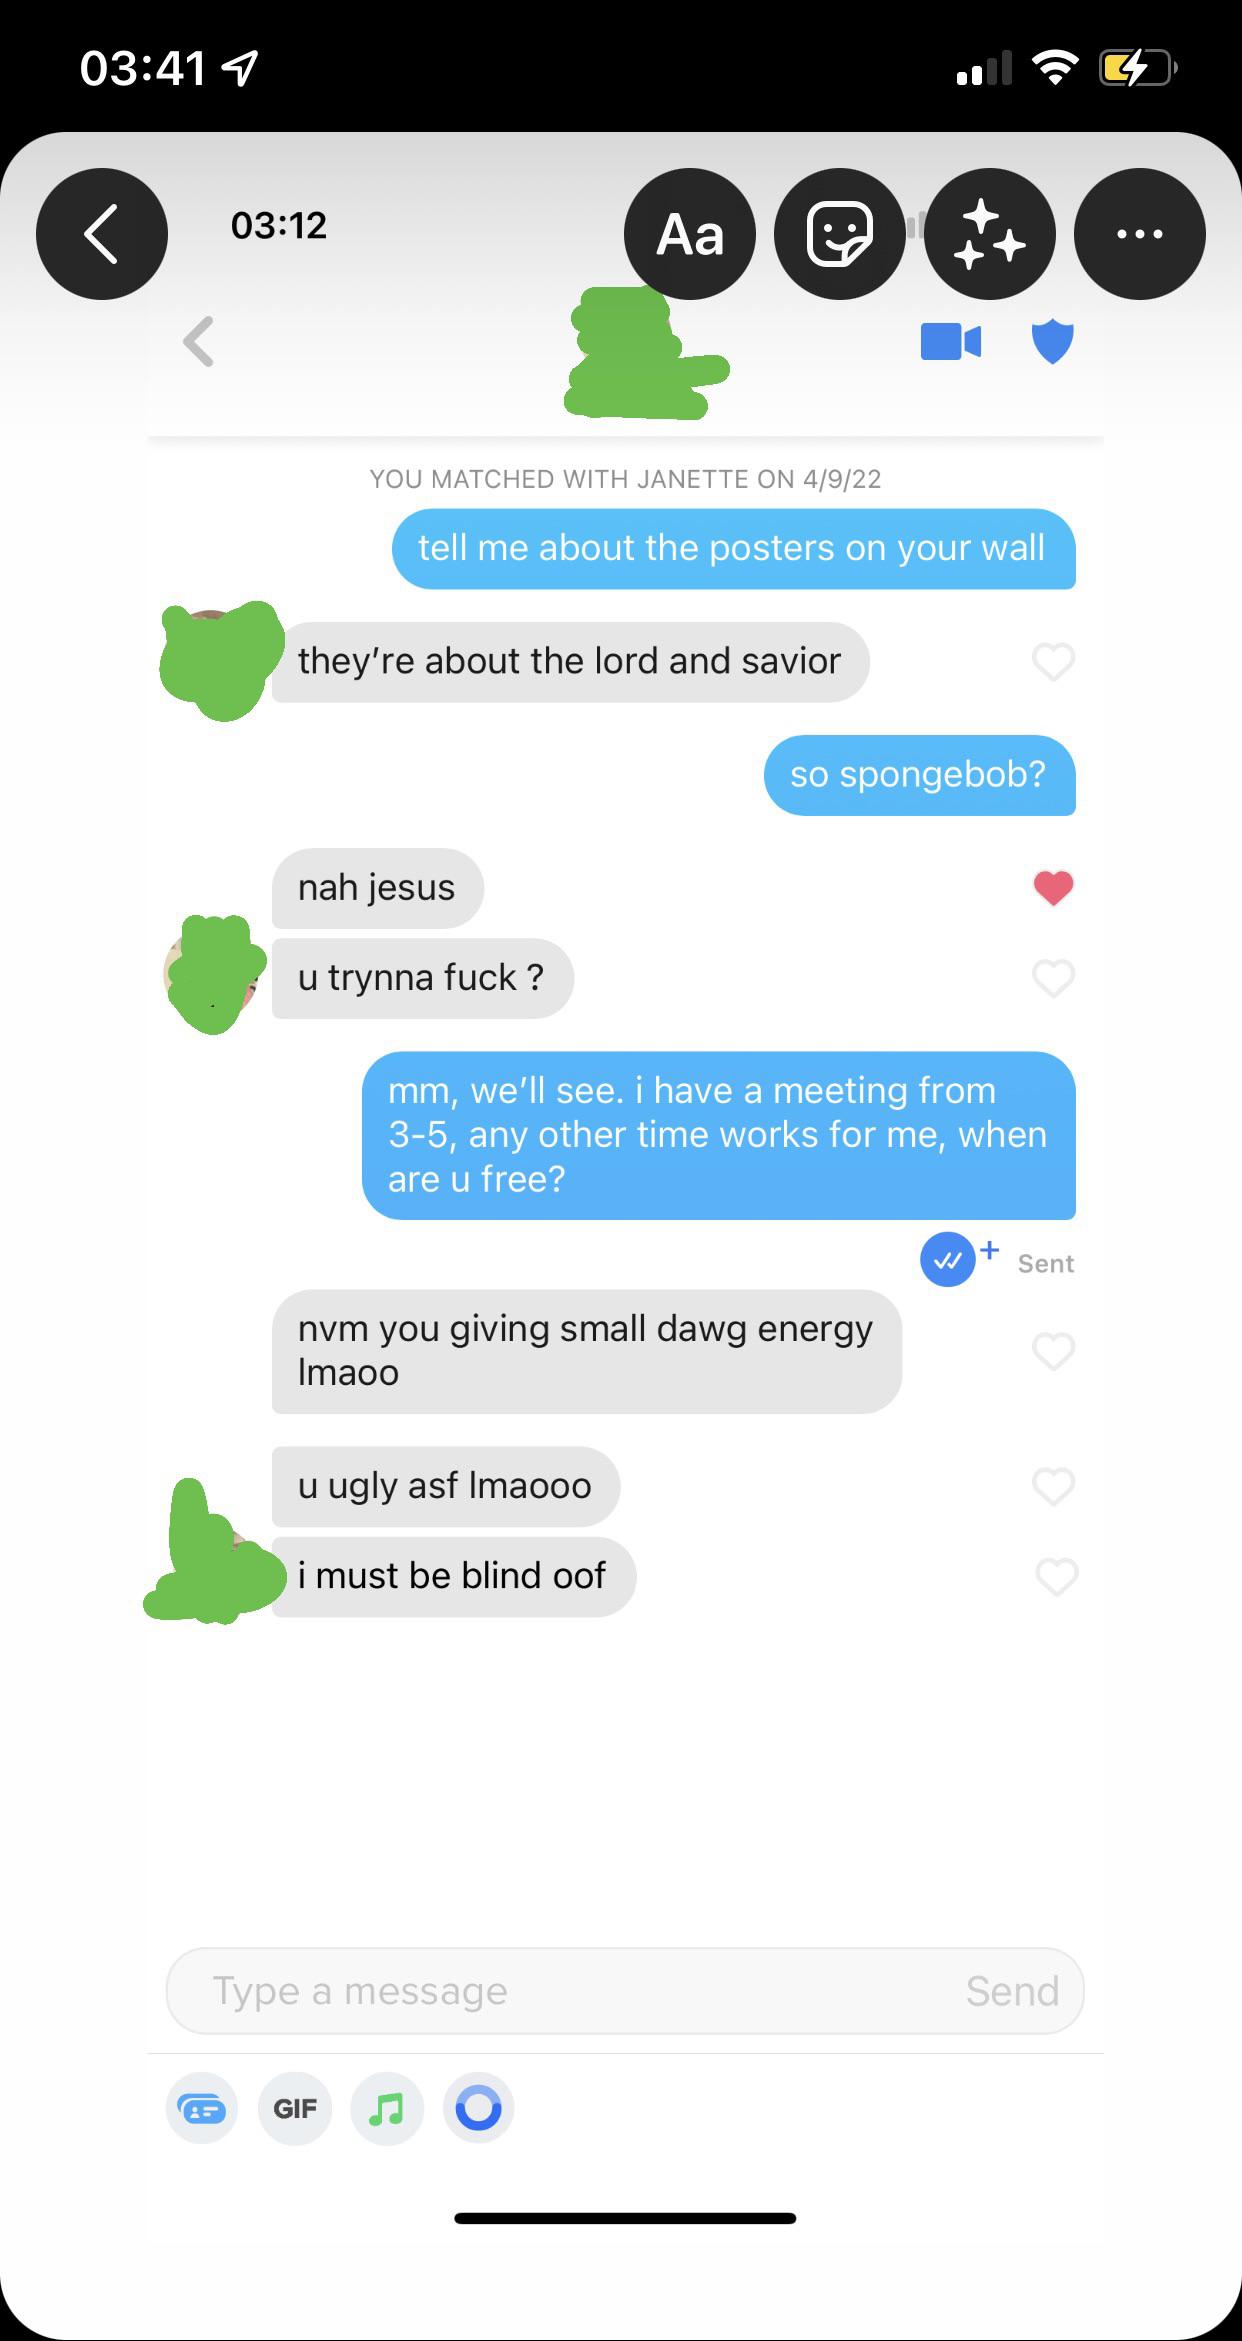 03:41
03:12
Aa
YOU MATCHED WITH JANETTE ON 4/9/22
tell me about the posters on your wall
they’re about the lord and savior
so spongebob?
nah jesus
u trynna fuck ?
mm, we’ll see. i have a meeting from
3-5, any other time works for me, when
are u free?
Sent
nvm you giving small dawg energy
lmaoo
u ugly asf lmaooo
i must be blind oof
Type a message
Send
GIF